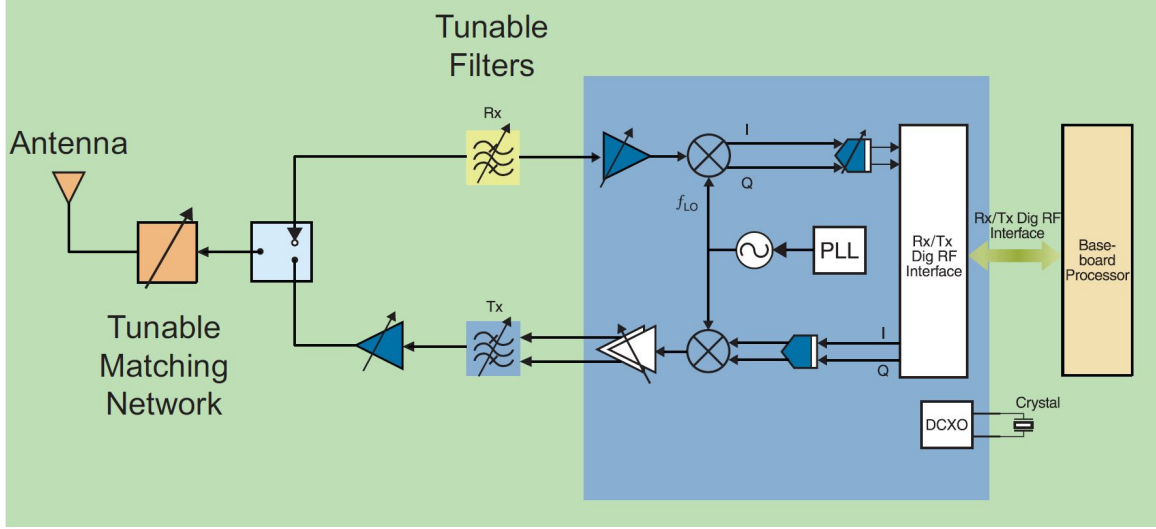 Tunable
Filters
Antenna
Rx
I
Q
fLO
PLL
Rx/Tx
Dig RF
Interface
Rx/Tx Dig RF
Interface
Base-
board
Processor
Tunable
Matching
Network
Tx
I
Q
DCXO
Crystal